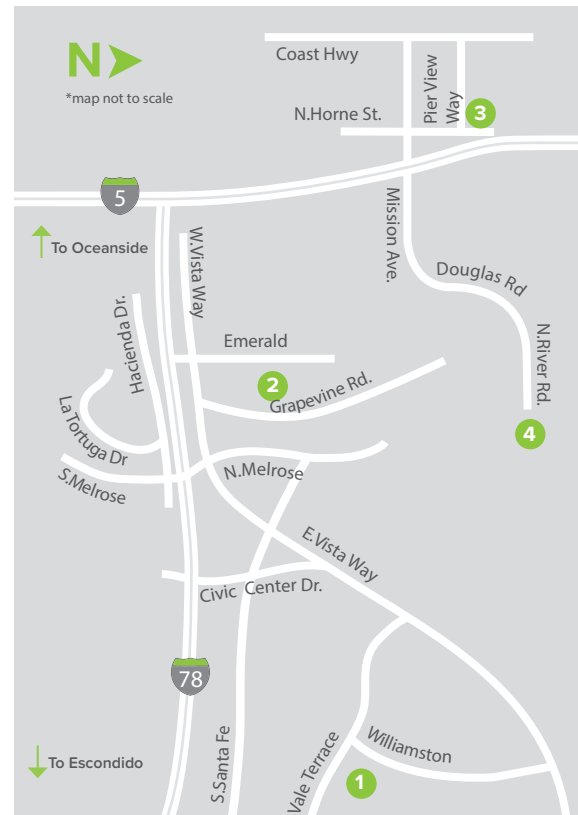 Coast Hwy
N
*map not to scale
Pier View
Way
N.Horne St.
3
5
Mission Ave.
To Oceanside
W.Vista Way
Douglas Rd
Hacienda Dr.
Emerald
N.River Rd.
2
Grapevine Rd.
La Tortuga Dr
4
S.Melrose
N.Melrose
E.Vista Way
Civic Center Dr.
78
S.Santa Fe
Vale Terrace
Williamston
To Escondido
1